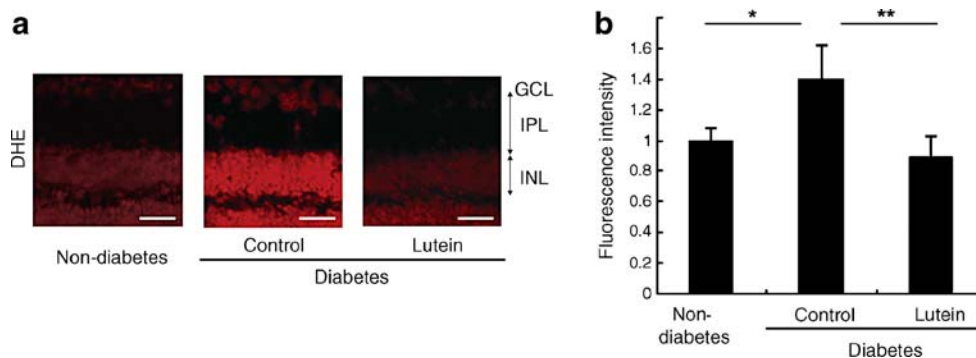 a
DHE
GCL
IPL
INL
Non-diabetes
Control
Lutein
Diabetes
b
*
**
Fluorescence intensity
1.6
1.4
1.2
1
0.8
0.6
0.4
0.2
0
Non-
diabetes
Control
Lutein
Diabetes